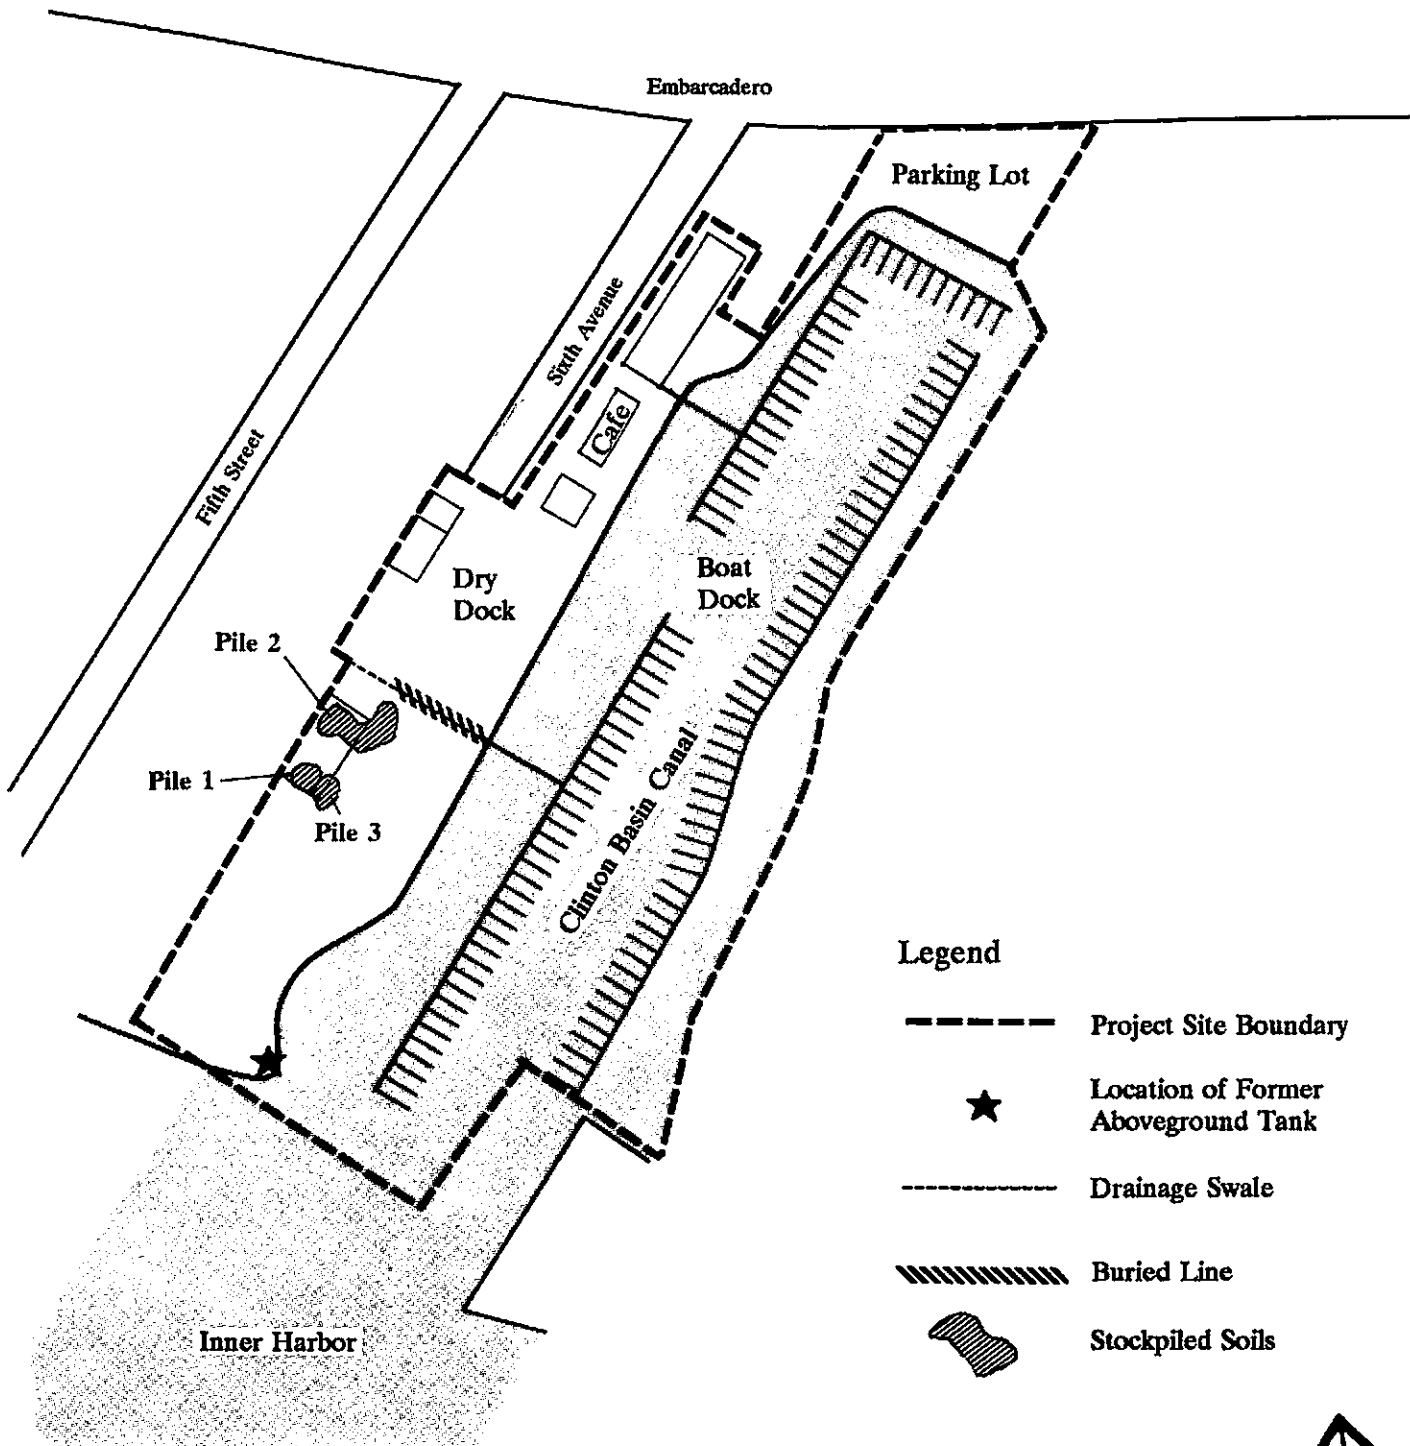 Embarcadero
Parking Lot
Sixth Avenue
Cafe
Fifth Street
Dry
Dock
Boat
Dock
Pile 2
Pile 1
Pile 3
Clinton Basin Canal
Legend
Project Site Boundary
Location of Former
Aboveground Tank
Drainage Swale
Buried Line
Stockpiled Soils
Inner Harbor